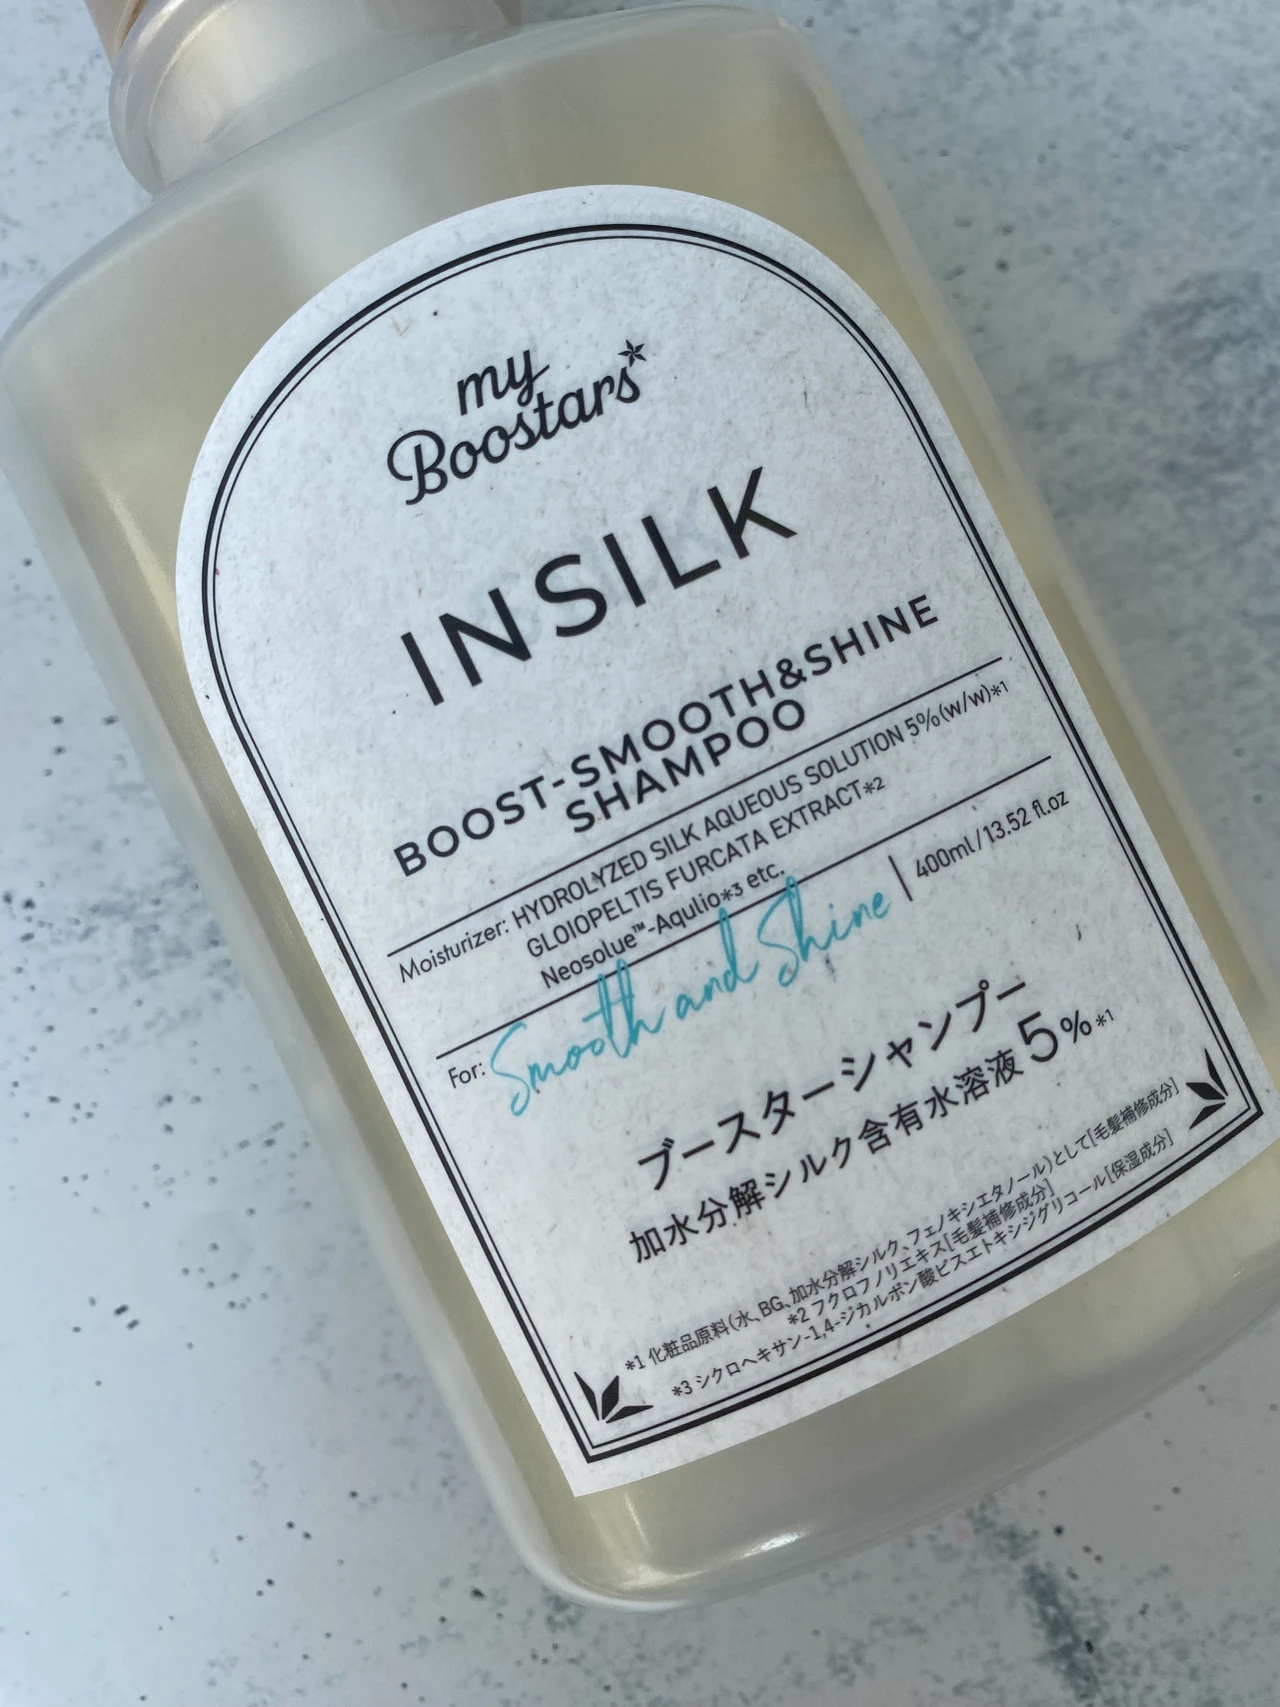 my
Boostars
INSILK
BOOST-SMOOTH&SHINE
SHAMPOO
Moisturizer: HYDROLYZED SILK AQUEOUS SOLUTION 5%(w/w)*1
GLOIOPELTIS FURCATA EXTRACT*2
Neosolue™-Aqulio*3 etc.
For: Smooth and Shine | 400ml/13.52 fl.oz
ブースターシャンプー
加水分解シルク含有水溶液5%*1
*1 化粧品原料(水、BG、加水分解シルク、フェノキシエタノール)として[毛髪補修成分]
*2 フクロフノリエキス[毛髪補修成分]
*3 シクロヘキサン-1,4-ジカルボン酸ビスエトキシジグリコール[保湿成分]